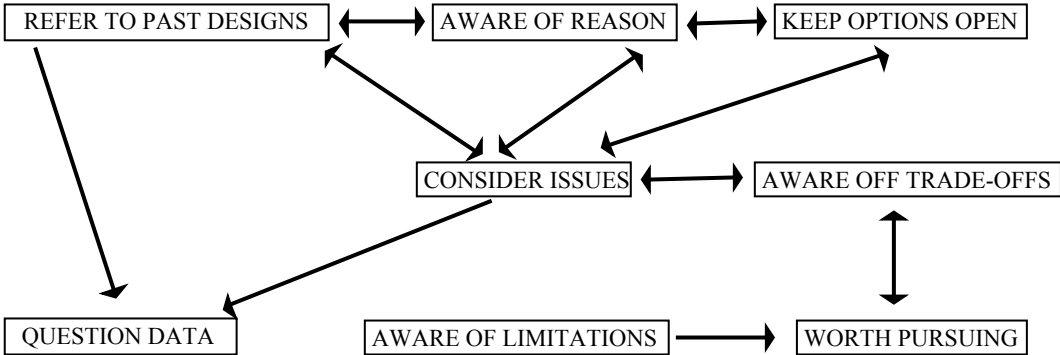 REFER TO PAST DESIGNS
AWARE OF REASON
KEEP OPTIONS OPEN
CONSIDER ISSUES
AWARE OFF TRADE-OFFS
QUESTION DATA
AWARE OF LIMITATIONS
WORTH PURSUING